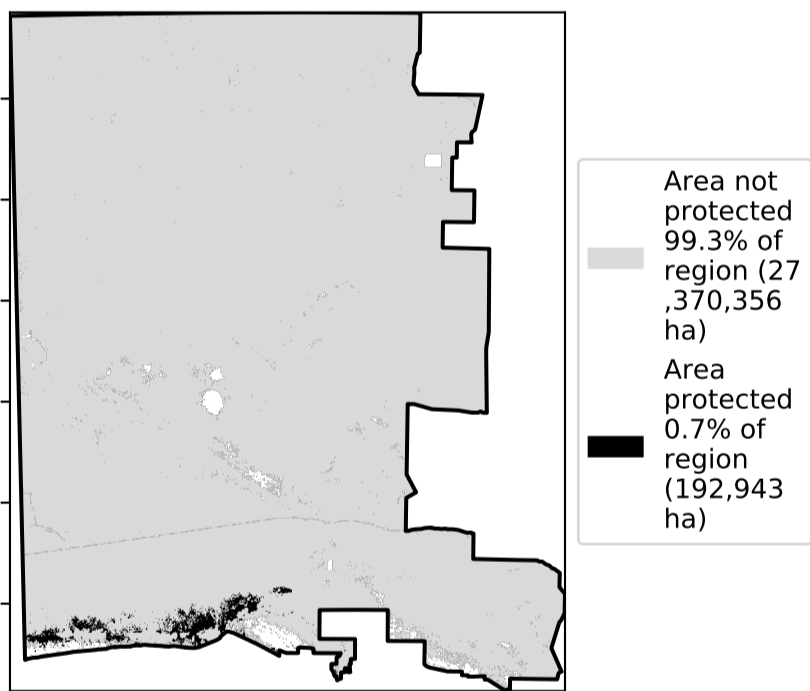 Area not
protected
99.3% of
region (27
,370,356
ha)
Area
protected
0.7% of
region
(192,943
ha)